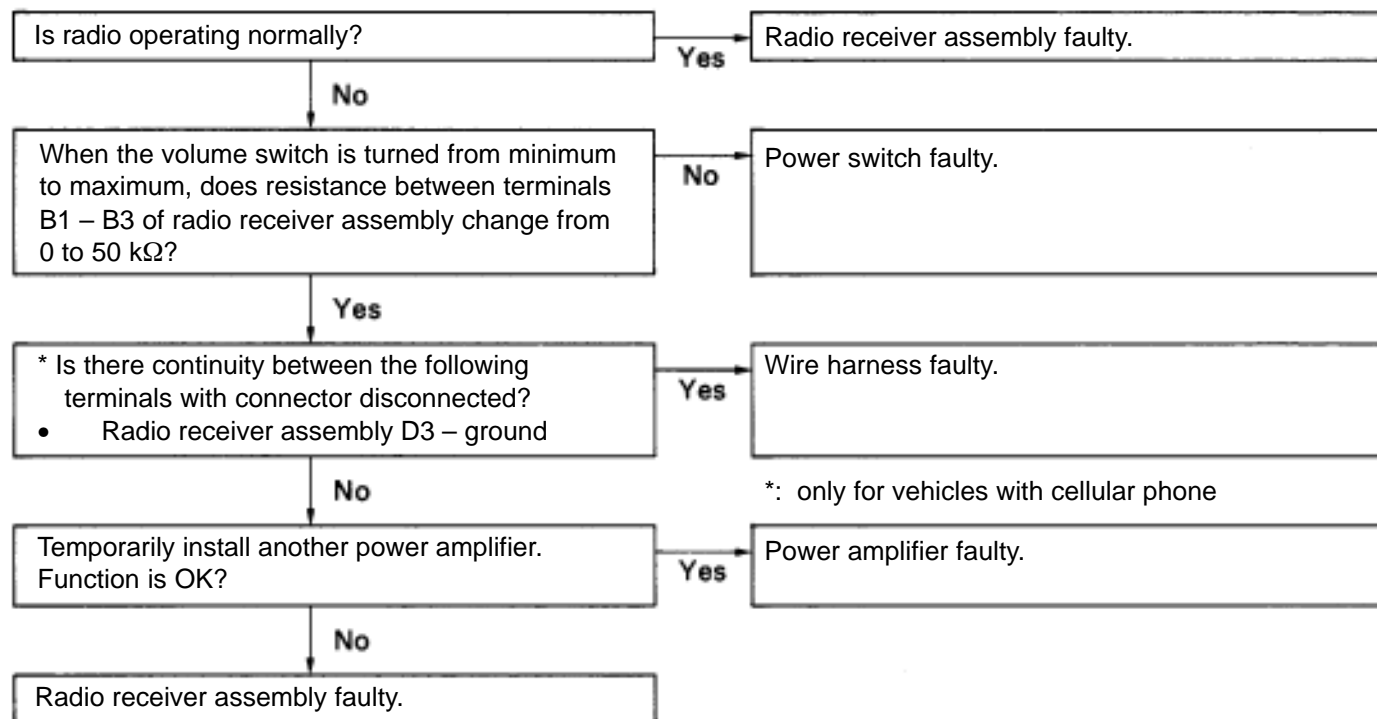 Is radio operating normally?
Yes
Radio receiver assembly faulty.
No
When the volume switch is turned from minimum
to maximum, does resistance between terminals
B1 – B3 of radio receiver assembly change from
0 to 50 kΩ?
No
Power switch faulty.
Yes
* Is there continuity between the following
terminals with connector disconnected?
• Radio receiver assembly D3 – ground
Yes
Wire harness faulty.
*: only for vehicles with cellular phone
No
Temporarily install another power amplifier.
Function is OK?
Yes
Power amplifier faulty.
No
Radio receiver assembly faulty.